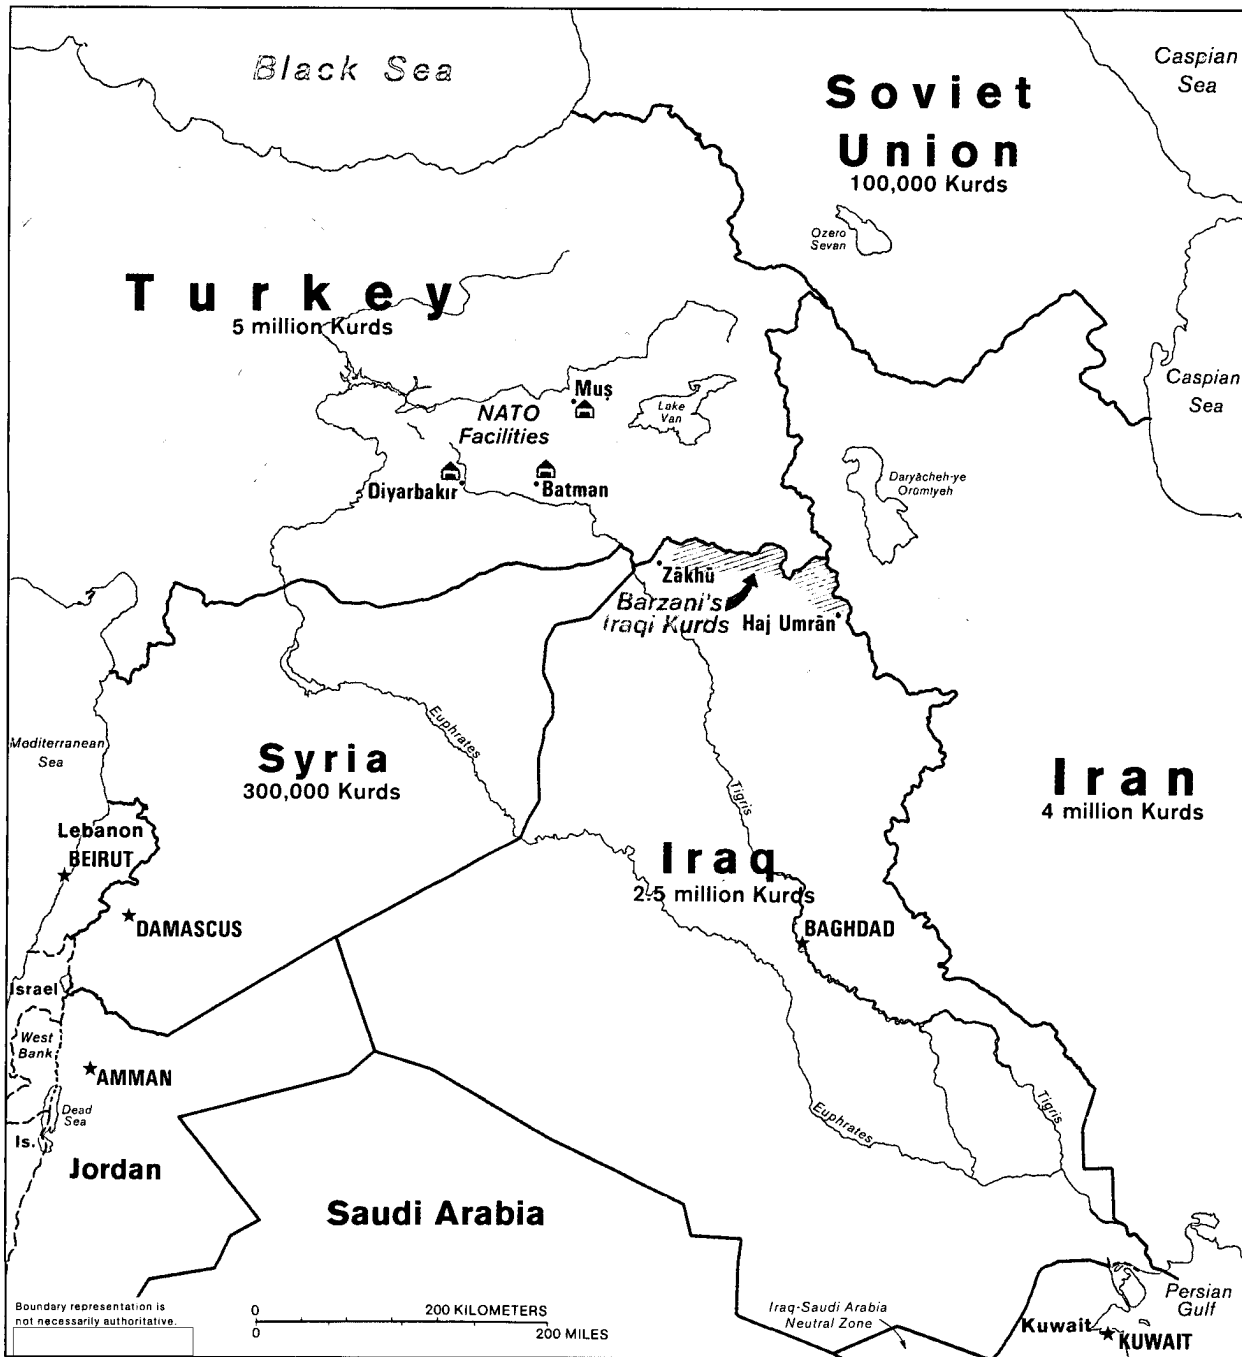 Black Sea
Caspian
Sea
Soviet
Union
100,000 Kurds
Ozero
Sevan
Turkey
5 million Kurds
Caspian
Sea
Muş
Lake
Van
NATO
Facilities
Diyarbakır
Batman
Daryācheh-ye
Orūmīyeh
Zākhū
Barzani's
Iraqi Kurds
Haj Umrān
Euphrates
Mediterranean
Sea
Syria
300,000 Kurds
Tigris
Iran
4 million Kurds
Lebanon
BEIRUT
Iraq
2.5 million Kurds
DAMASCUS
BAGHDAD
Israel
West
Bank
AMMAN
Dead
Sea
Is.
Jordan
Euphrates
Tigris
Saudi Arabia
Persian
Gulf
Boundary representation is
not necessarily authoritative.
0 200 KILOMETERS
0 200 MILES
Iraq-Saudi Arabia
Neutral Zone
Kuwait
KUWAIT